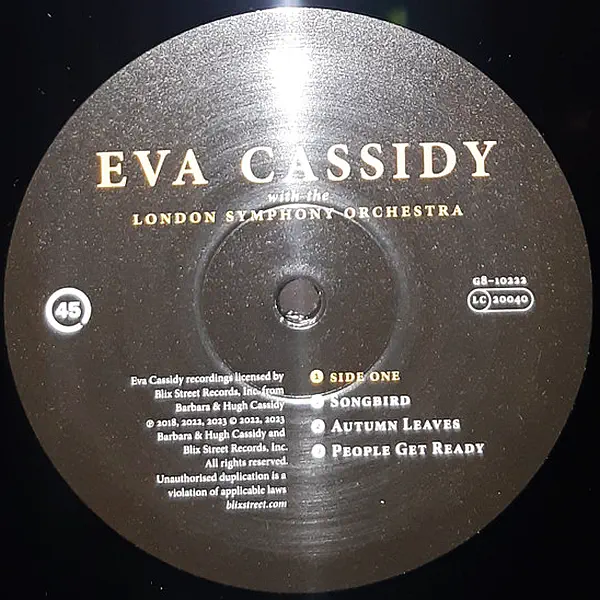 EVA CASSIDY
with the
LONDON SYMPHONY ORCHESTRA
45
G8-10222
LC 20040
Eva Cassidy recordings licensed by
Blix Street Records, Inc. from
Barbara & Hugh Cassidy
℗ 2018, 2022, 2023 © 2022, 2023
Barbara & Hugh Cassidy and
Blix Street Records, Inc.
All rights reserved.
Unauthorised duplication is a
violation of applicable laws
blixstreet.com
1 SIDE ONE
SONGBIRD
AUTUMN LEAVES
PEOPLE GET READY